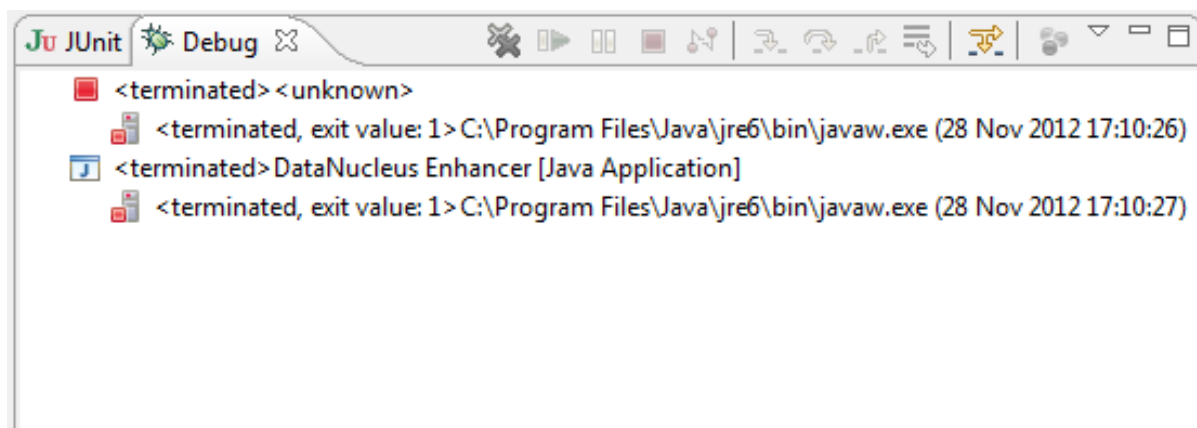 Ju JUnit Debug
<terminated><unknown>
<terminated, exit value: 1>C:\Program Files\Java\jre6\bin\javaw.exe (28 Nov 2012 17:10:26)
<terminated>DataNucleus Enhancer [Java Application]
<terminated, exit value: 1>C:\Program Files\Java\jre6\bin\javaw.exe (28 Nov 2012 17:10:27)